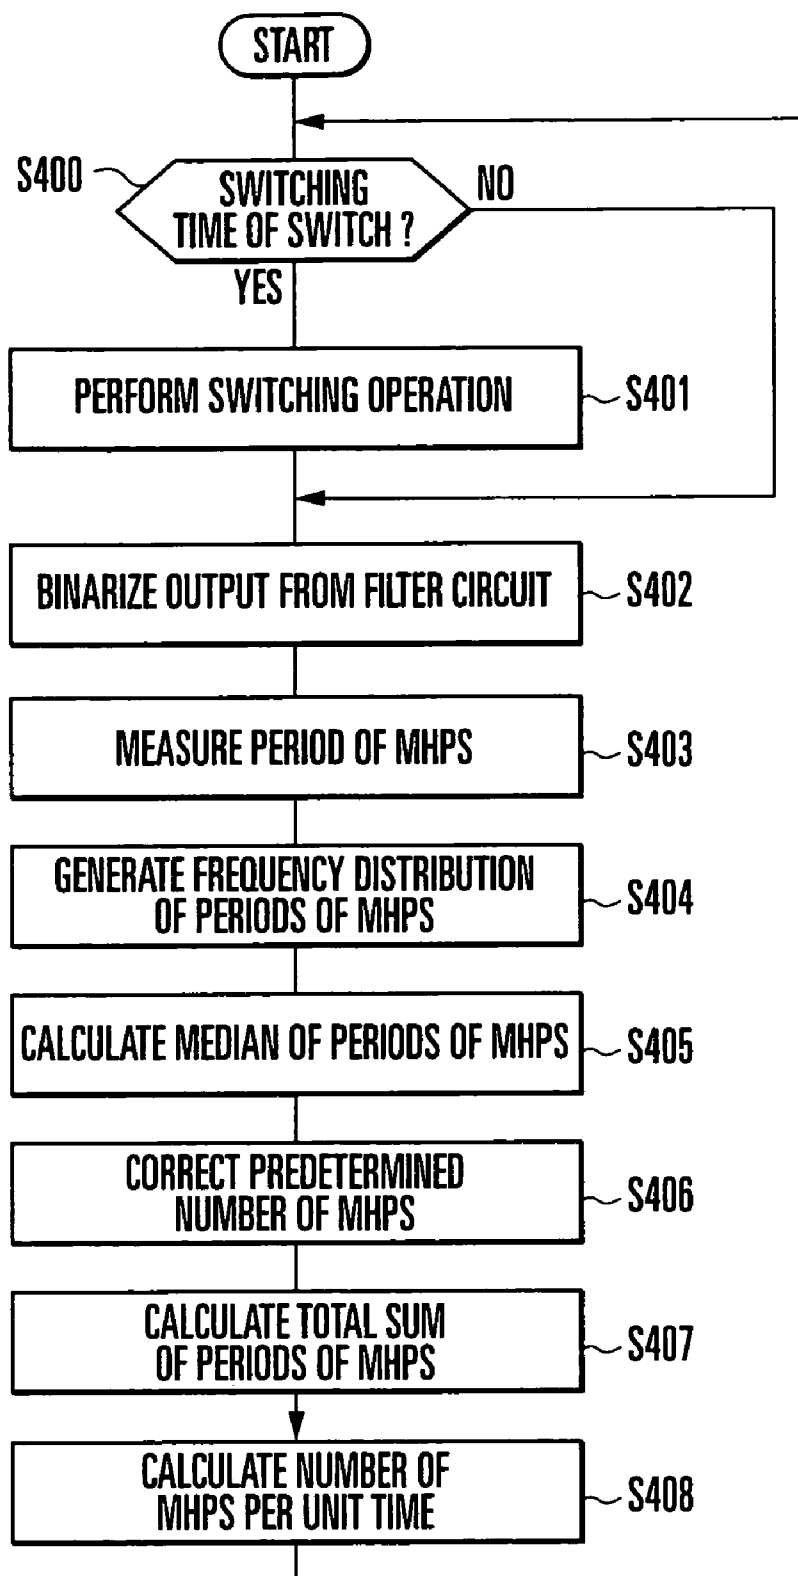 START
S400
SWITCHING
TIME OF SWITCH ?
NO
YES
PERFORM SWITCHING OPERATION
S401
BINARIZE OUTPUT FROM FILTER CIRCUIT
S402
MEASURE PERIOD OF MHPS
S403
GENERATE FREQUENCY DISTRIBUTION
OF PERIODS OF MHPS
S404
CALCULATE MEDIAN OF PERIODS OF MHPS
S405
CORRECT PREDETERMINED
NUMBER OF MHPS
S406
CALCULATE TOTAL SUM
OF PERIODS OF MHPS
S407
CALCULATE NUMBER OF
MHPS PER UNIT TIME
S408